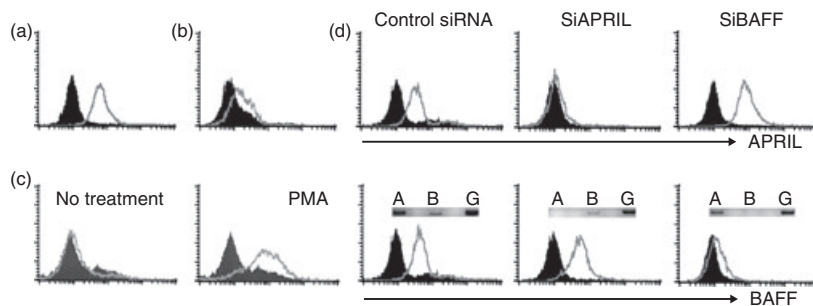 (a) (b) (d) Control siRNA SiAPRIL SiBAFF
APRIL
(c) No treatment PMA A B G A B G A B G
BAFF